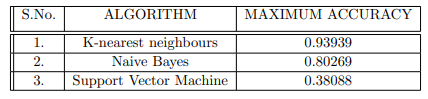 S.No. ALGORITHM MAXIMUM ACCURACY
1. K-nearest neighbours 0.93939
2. Naive Bayes 0.80269
3. Support Vector Machine 0.38088